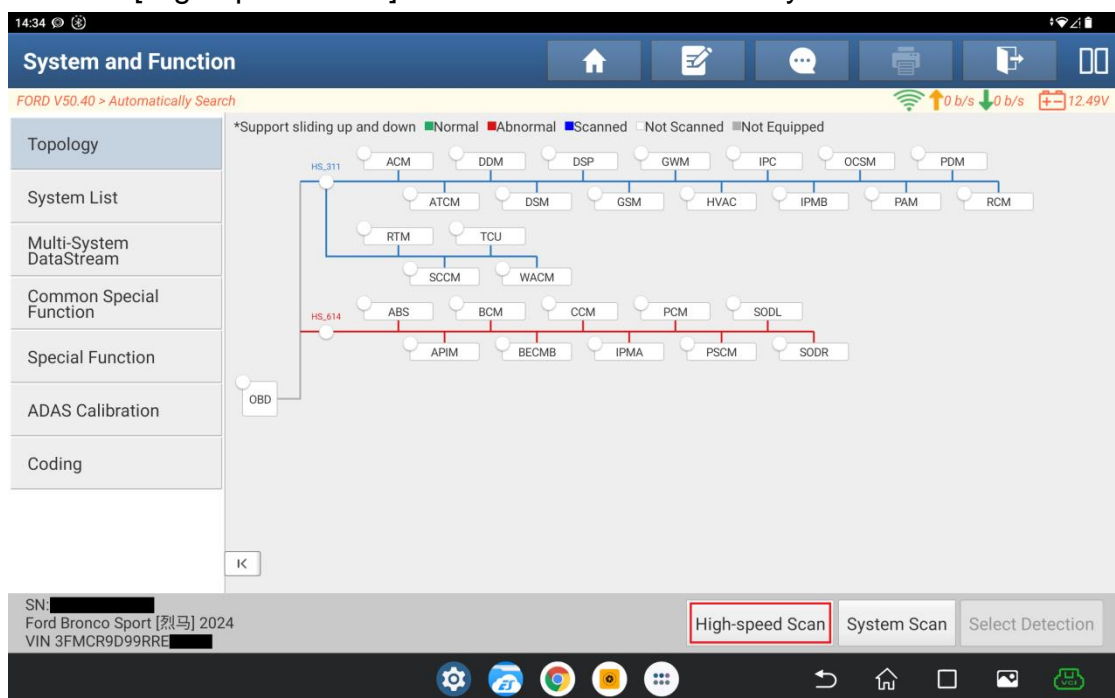 14:34
System and Function
FORD V50.40 > Automatically Search
0 b/s 0 b/s 12.49V
Topology
System List
Multi-System
DataStream
Common Special
Function
Special Function
ADAS Calibration
Coding
*Support sliding up and down Normal Abnormal Scanned Not Scanned Not Equipped
HS_311
ACM DDM DSP GWM IPC OCSM PDM
ATCM DSM GSM HVAC IPMB PAM RCM
RTM TCU
SCCM WACM
HS_614
ABS BCM CCM PCM SODL
APIM BECMB IPMA PSCM SODR
OBD
SN:
Ford Bronco Sport [烈马] 2024
VIN 3FMCR9D99RRE
High-speed Scan System Scan Select Detection
VCI